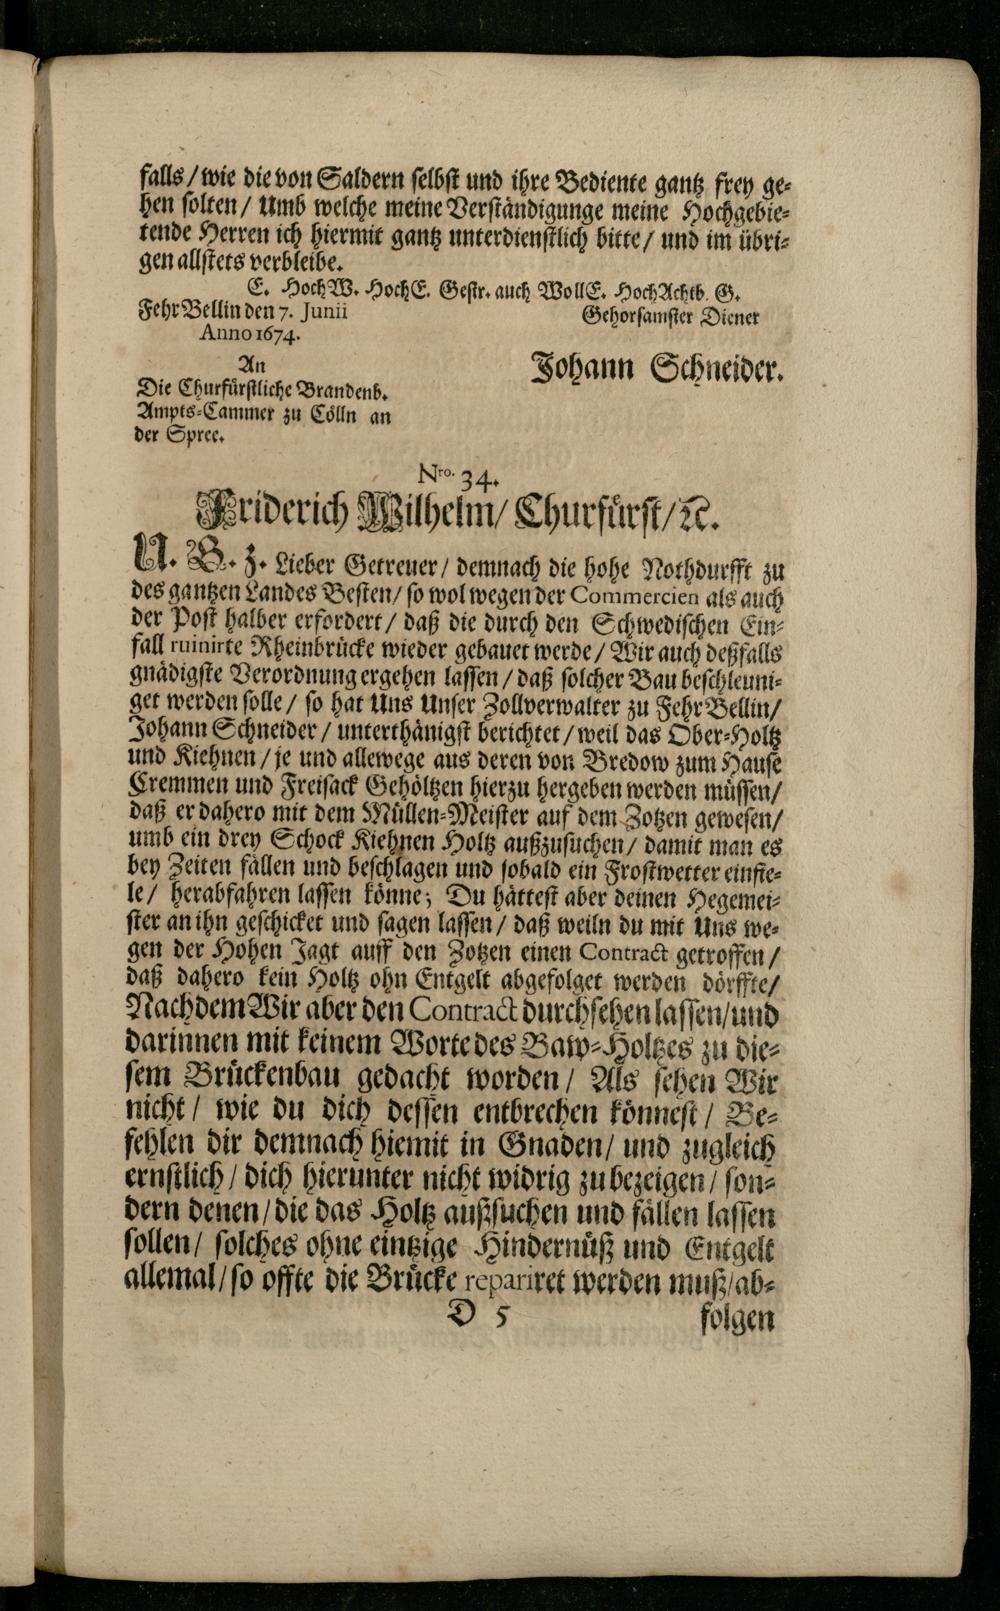 falls/ wie die von Saldern selbst und ihre Bediente gantz frey ge-
hen solten/ Umb welche meine Verständigunge meine Hochgebie-
tende Herren ich hiermit gantz unterdienstlich bitte/ und im übri-
gen allstets verbleibe.
E. HochW. HochE. Gestr. auch WollE. HochAchtb. G.
FehrBellin den 7. Junii Gehorsamster Diener
Anno 1674.
Johann Schneider.
An
Die Churfürstliche Brandenb.
Ampts-Cammer zu Cölln an
der Spree.
Nro. 34.
Friderich Wilhelm/ Churfürst/ ꝛc.
U. G. Z. Lieber Getreuer/ demnach die hohe Nothdurfft zu
des gantzen Landes Besten/ so wol wegen der Commercien als auch
der Post halber erfordert/ daß die durch den Schwedischen Ein-
fall ruinirte Rheinbrücke wieder gebauet werde/ Wir auch deßfalls
gnädigste Verordnung ergehen lassen/ daß solcher Bau beschleuni-
get werden solle/ so hat Uns Unser Zollverwalter zu FehrBellin/
Johann Schneider/ unterthänigst berichtet/ weil das Ober-Holtz
und Kiehnen/ je und allewege aus deren von Bredow zum Hause
Cremmen und Freisack Gehöltzen hierzu hergeben werden müssen/
daß er dahero mit dem Müllen-Meister auf dem Zotzen gewesen/
umb ein drey Schock Kiehnen Holtz außzusuchen/ damit man es
bey Zeiten fällen und beschlagen und sobald ein Frostwetter einfie-
le/ herabfahren lassen könne; Du hättest aber deinen Hegemei-
ster an ihn geschicket und sagen lassen/ daß weiln du mit Uns we-
gen der Hohen Jagt auff den Zotzen einen Contract getroffen/
daß dahero kein Holtz ohn Entgelt abgefolget werden dörffte/
Nachdem Wir aber den Contract durchsehen lassen/ und
darinnen mit keinem Worte des Baw-Holtzes zu die-
sem Brückenbau gedacht worden/ Als sehen Wir
nicht/ wie du dich dessen entbrechen könnest/ Be-
fehlen dir demnach hiemit in Gnaden/ und zugleich
ernstlich/ dich hierunter nicht widrig zu bezeigen/ son-
dern denen/ die das Holtz außsuchen und fällen lassen
sollen/ solches ohne eintzige Hindernüß und Entgelt
allemal/ so offte die Brücke repariret werden muß/ ab-
D 5 folgen